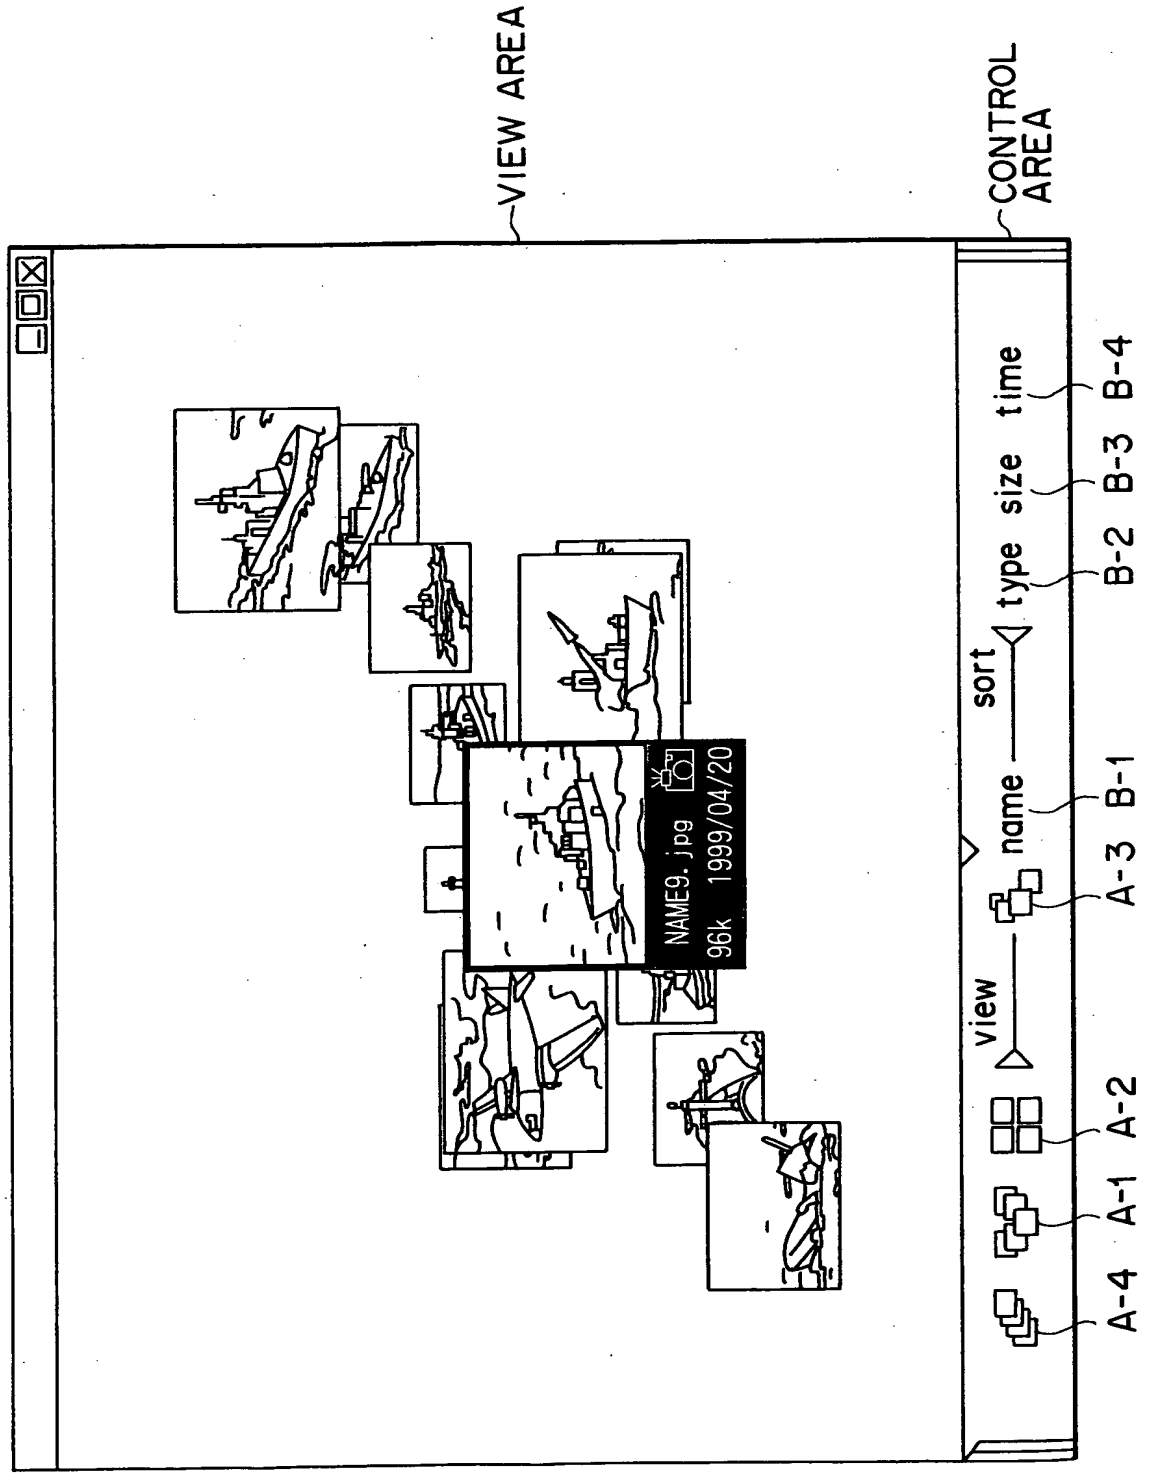 VIEW AREA
NAME9.jpg
96k 1999/04/20
CONTROL
AREA
view
sort
name
type
size
time
A-4
A-1
A-2
A-3
B-1
B-2
B-3
B-4